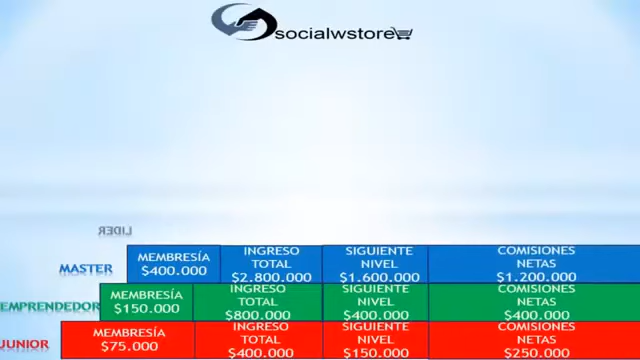 socialwstore
LIDER
MASTER
MEMBRESÍA
$400.000
INGRESO
TOTAL
$2.800.000
SIGUIENTE
NIVEL
$1.600.000
COMISIONES
NETAS
$1.200.000
EMPRENDEDOR
MEMBRESÍA
$150.000
INGRESO
TOTAL
$800.000
SIGUIENTE
NIVEL
$400.000
COMISIONES
NETAS
$400.000
JUNIOR
MEMBRESÍA
$75.000
INGRESO
TOTAL
$400.000
SIGUIENTE
NIVEL
$150.000
COMISIONES
NETAS
$250.000